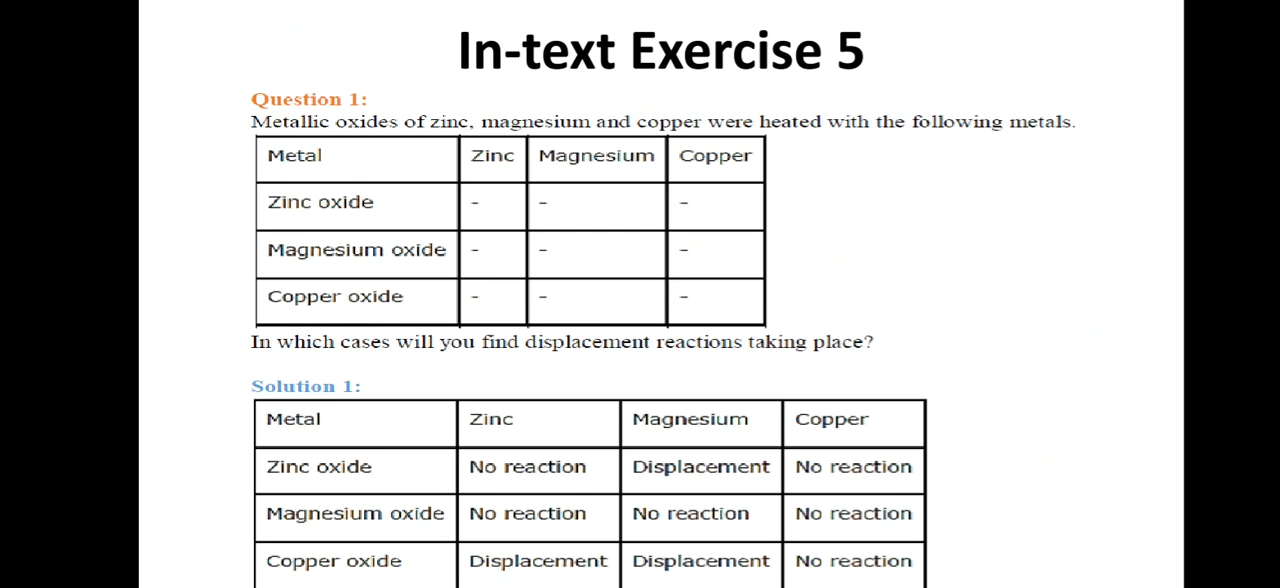 In-text Exercise 5
Question 1:
Metallic oxides of zinc, magnesium and copper were heated with the following metals.
Metal Zinc Magnesium Copper
Zinc oxide - - -
Magnesium oxide - - -
Copper oxide - - -
In which cases will you find displacement reactions taking place?
Solution 1:
Metal Zinc Magnesium Copper
Zinc oxide No reaction Displacement No reaction
Magnesium oxide No reaction No reaction No reaction
Copper oxide Displacement Displacement No reaction